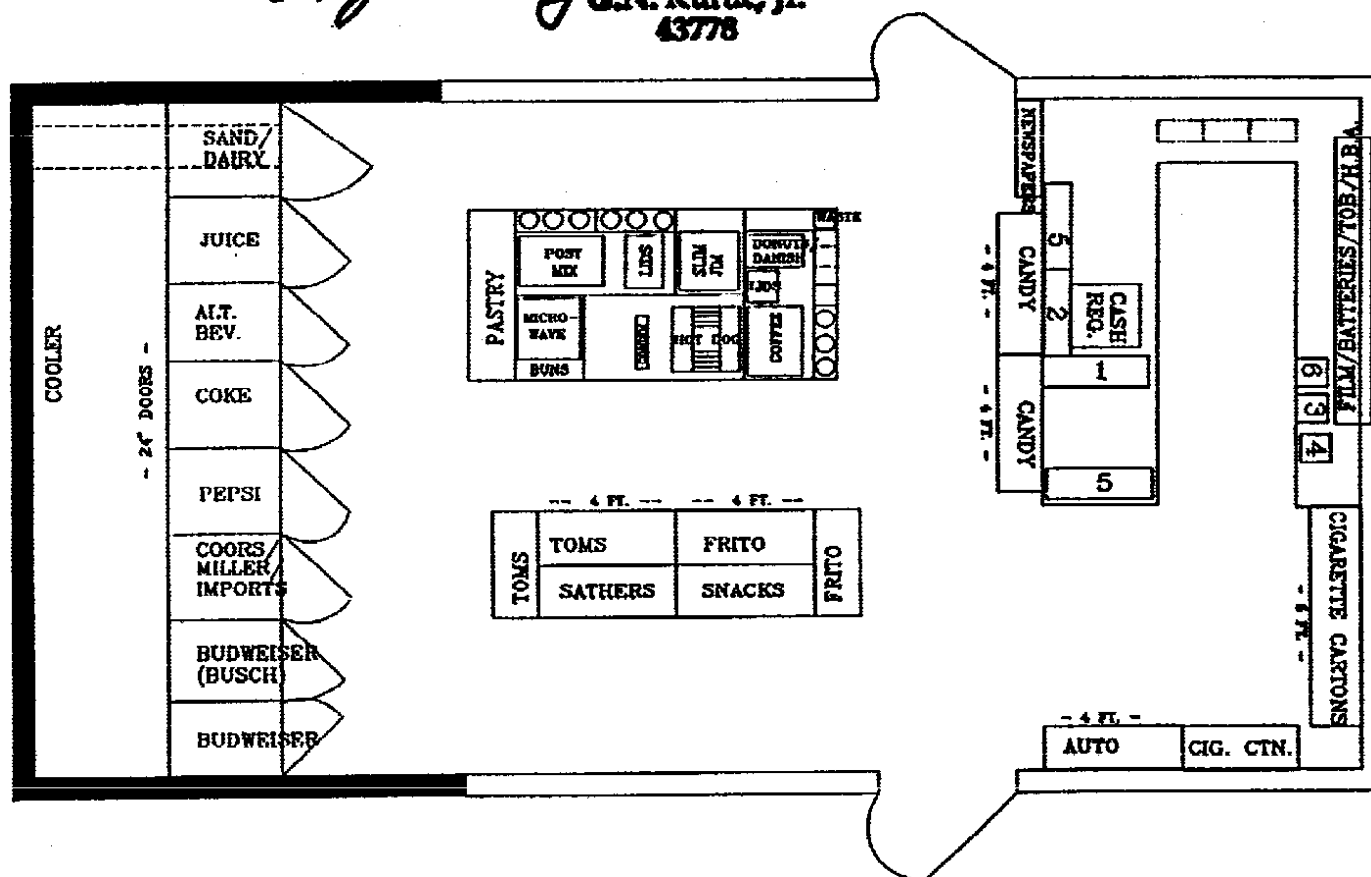 43778
SAND/
DAIRY
JUICE
ALT.
BEV.
COKE
PEPSI
COORS/
MILLER/
IMPORTS
BUDWEISER
(BUSCH)
BUDWEISER
COOLER
- 24" DOORS -
PASTRY
POST
MIX
LIDS
DONUTS/
DANISH
WASTE
LIDS
MICRO-
WAVE
BUNS
HOT DOG
COFFEE
-- 4 FT. --
-- 4 FT. --
TOMS
TOMS
FRITO
FRITO
SATHERS
SNACKS
NEWSPAPERS
- 4 FT. -
CANDY
5
2
CASH
REG.
1
- 4 FT. -
CANDY
5
FILM/BATTERIES/TOB/H.B.A.
6
3
4
CIGARETTE CARTONS
- 4 FT. -
AUTO
CIG. CTN.